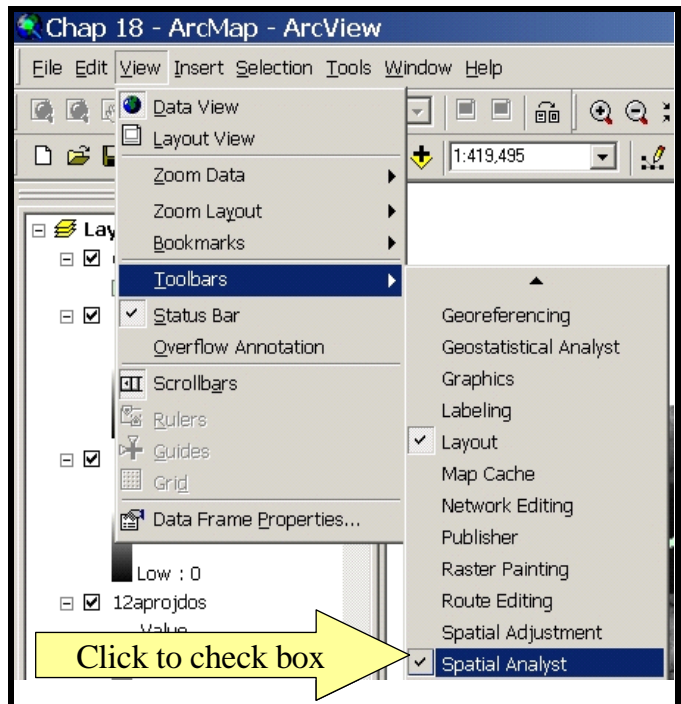 Chap 18 - ArcMap - ArcView
File Edit View Insert Selection Tools Window Help
Data View
Layout View
1:419,495
Zoom Data
Zoom Layout
Bookmarks
Lay
Toolbars
Status Bar
Overflow Annotation
Scrollbars
Rulers
Guides
Grid
Data Frame Properties...
Georeferencing
Geostatistical Analyst
Graphics
Labeling
Layout
Map Cache
Network Editing
Publisher
Raster Painting
Route Editing
Spatial Adjustment
Spatial Analyst
Low : 0
12aprojdos
Value
Click to check box